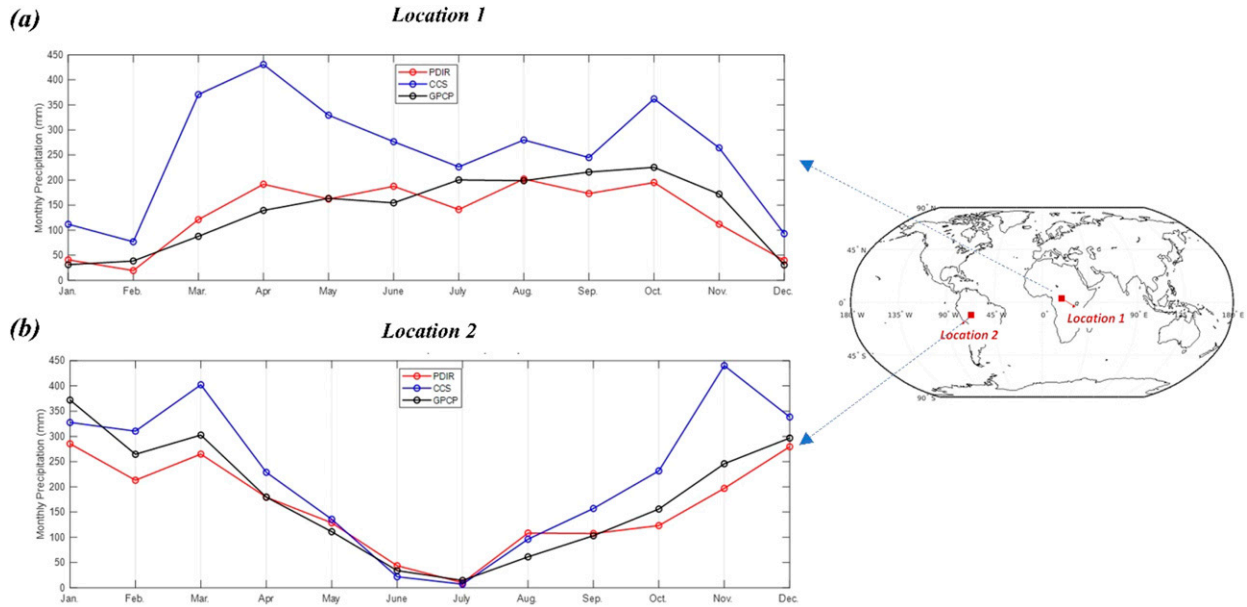 (a)
Location 1
450
400
350
300
250
200
150
100
50
0
Monthly Precipitation (mm)
PDIR
CCS
GPCP
Jan. Feb. Mar. Apr May June July Aug. Sep. Oct. Nov. Dec.
90° N
45° N
0°
180° W 135° W 90° W 45° W 0° 90° E 135° E 180° E
Location 1
Location 2
45° S
90° S
(b)
Location 2
450
400
350
300
250
200
150
100
50
0
Monthly Precipitation (mm)
PDIR
CCS
GPCP
Jan. Feb. Mar. Apr. May. June July Aug. Sep. Oct. Nov. Dec.